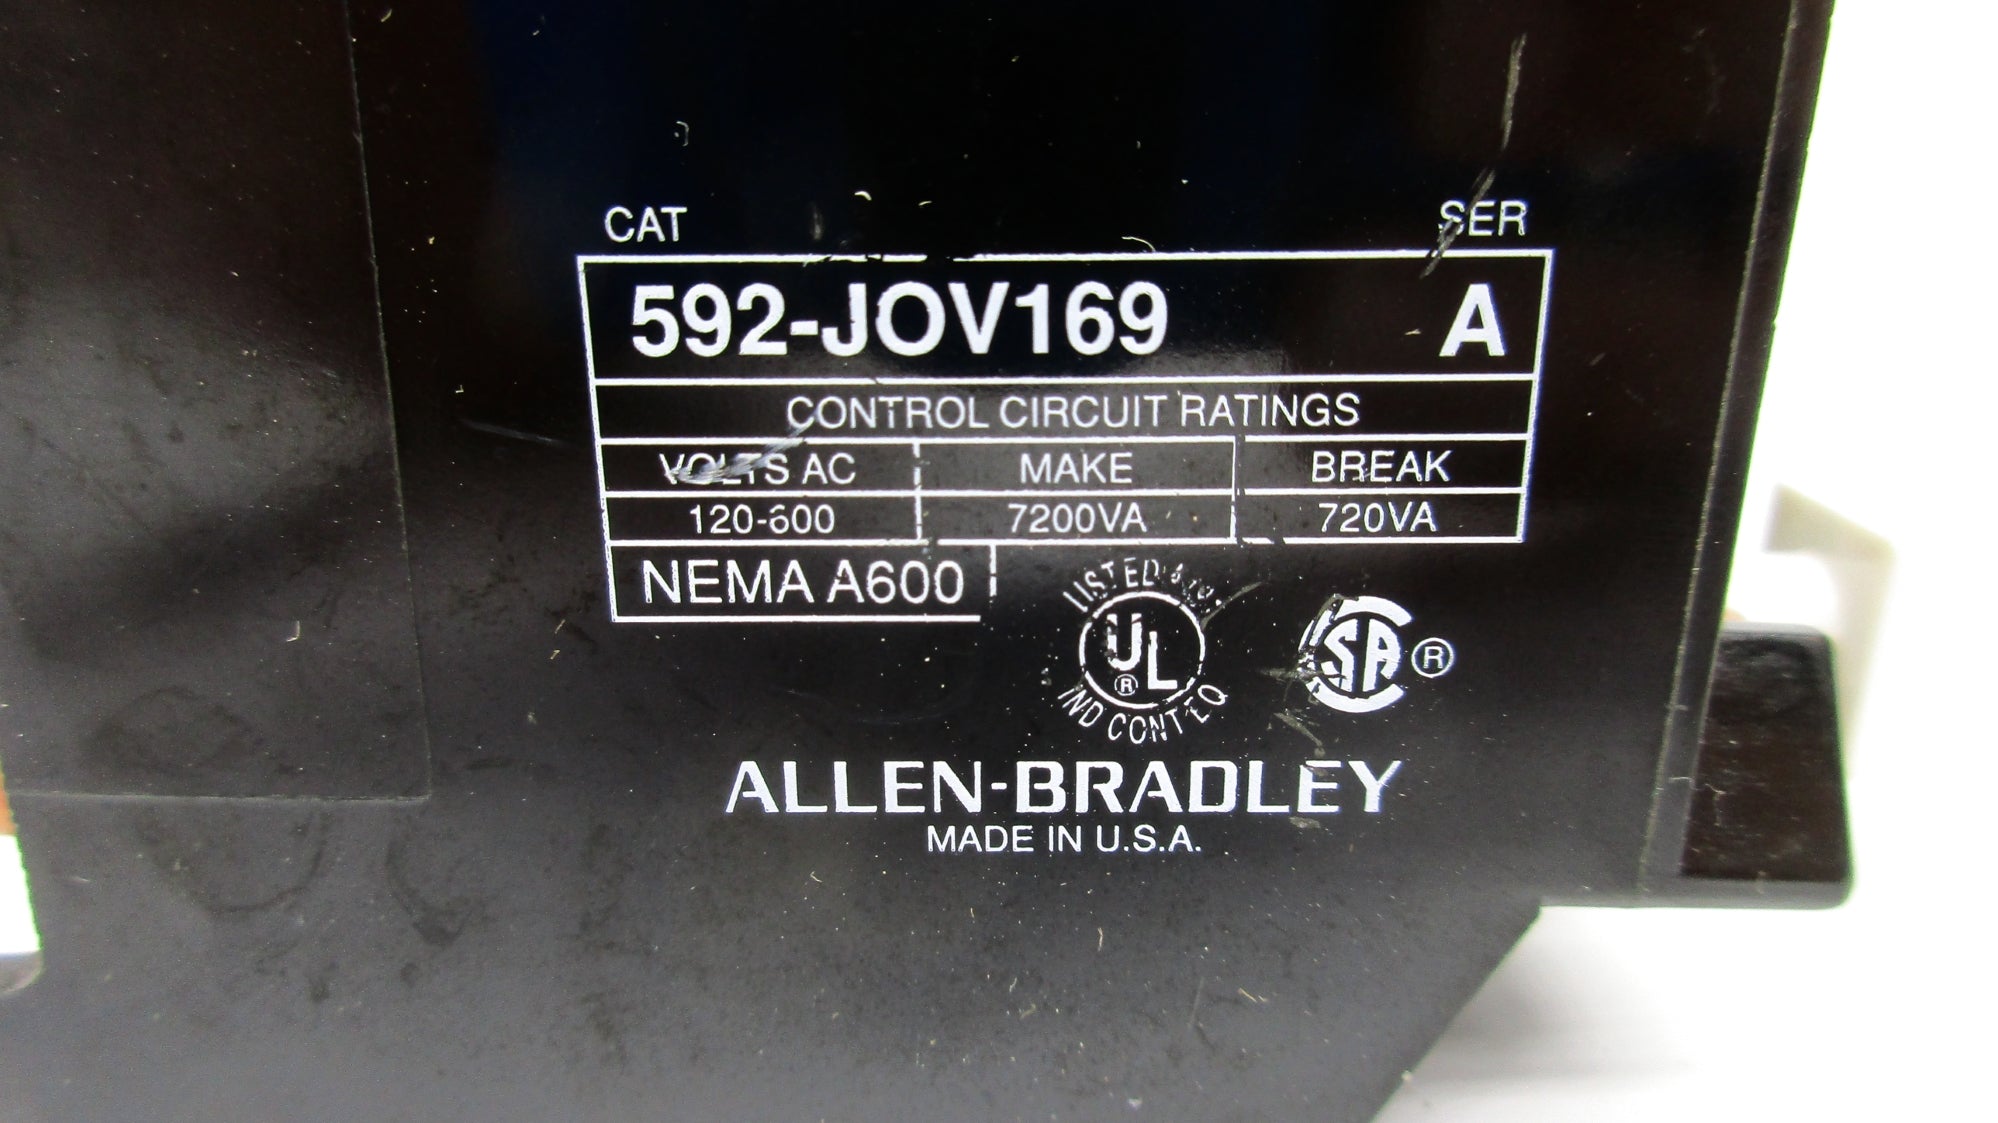 CAT SER
592-JOV169 A
CONTROL CIRCUIT RATINGS
VOLTS AC MAKE BREAK
120-600 7200VA 720VA
NEMA A600
LISTED
UL
®
IND CONT EQ
SA ®
ALLEN-BRADLEY
MADE IN U.S.A.